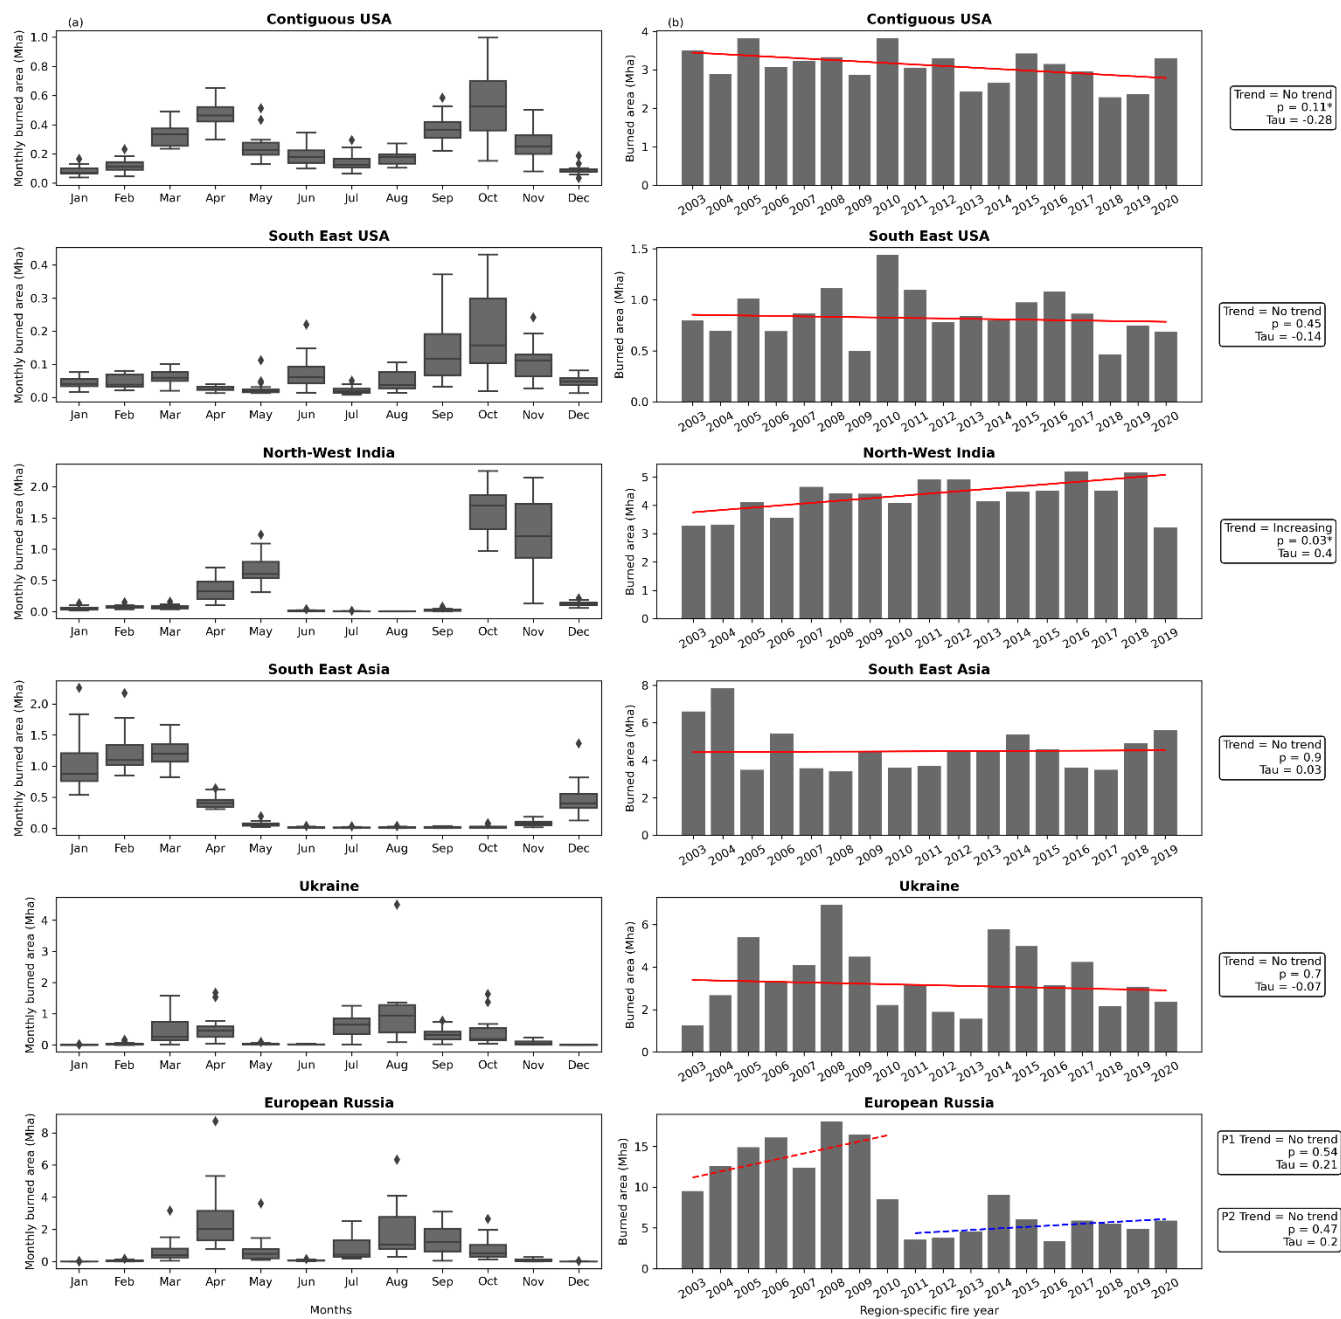 (a)
Contiguous USA
Monthly burned area (Mha)
1.0
0.8
0.6
0.4
0.2
0.0
Jan Feb Mar Apr May Jun Jul Aug Sep Oct Nov Dec
(b)
Contiguous USA
Burned area (Mha)
4
3
2
1
0
2003 2004 2005 2006 2007 2008 2009 2010 2011 2012 2013 2014 2015 2016 2017 2018 2019 2020
Trend = No trend
p = 0.11*
Tau = -0.28
South East USA
Monthly burned area (Mha)
0.4
0.3
0.2
0.1
0.0
Jan Feb Mar Apr May Jun Jul Aug Sep Oct Nov Dec
South East USA
Burned area (Mha)
1.5
1.0
0.5
0.0
2003 2004 2005 2006 2007 2008 2009 2010 2011 2012 2013 2014 2015 2016 2017 2018 2019 2020
Trend = No trend
p = 0.45
Tau = -0.14
North-West India
Monthly burned area (Mha)
2.0
1.5
1.0
0.5
0.0
Jan Feb Mar Apr May Jun Jul Aug Sep Oct Nov Dec
North-West India
Burned area (Mha)
5
4
3
2
1
0
2003 2004 2005 2006 2007 2008 2009 2010 2011 2012 2013 2014 2015 2016 2017 2018 2019
Trend = Increasing
p = 0.03*
Tau = 0.4
South East Asia
Monthly burned area (Mha)
2.0
1.5
1.0
0.5
0.0
Jan Feb Mar Apr May Jun Jul Aug Sep Oct Nov Dec
South East Asia
Burned area (Mha)
8
6
4
2
0
2003 2004 2005 2006 2007 2008 2009 2010 2011 2012 2013 2014 2015 2016 2017 2018 2019
Trend = No trend
p = 0.9
Tau = 0.03
Ukraine
Monthly burned area (Mha)
4
3
2
1
0
Jan Feb Mar Apr May Jun Jul Aug Sep Oct Nov Dec
Ukraine
Burned area (Mha)
6
4
2
0
2003 2004 2005 2006 2007 2008 2009 2010 2011 2012 2013 2014 2015 2016 2017 2018 2019 2020
Trend = No trend
p = 0.7
Tau = -0.07
European Russia
Monthly burned area (Mha)
8
6
4
2
0
Jan Feb Mar Apr May Jun Jul Aug Sep Oct Nov Dec
Months
European Russia
Burned area (Mha)
15
10
5
0
2003 2004 2005 2006 2007 2008 2009 2010 2011 2012 2013 2014 2015 2016 2017 2018 2019 2020
Region-specific fire year
P1 Trend = No trend
p = 0.54
Tau = 0.21
P2 Trend = No trend
p = 0.47
Tau = 0.2